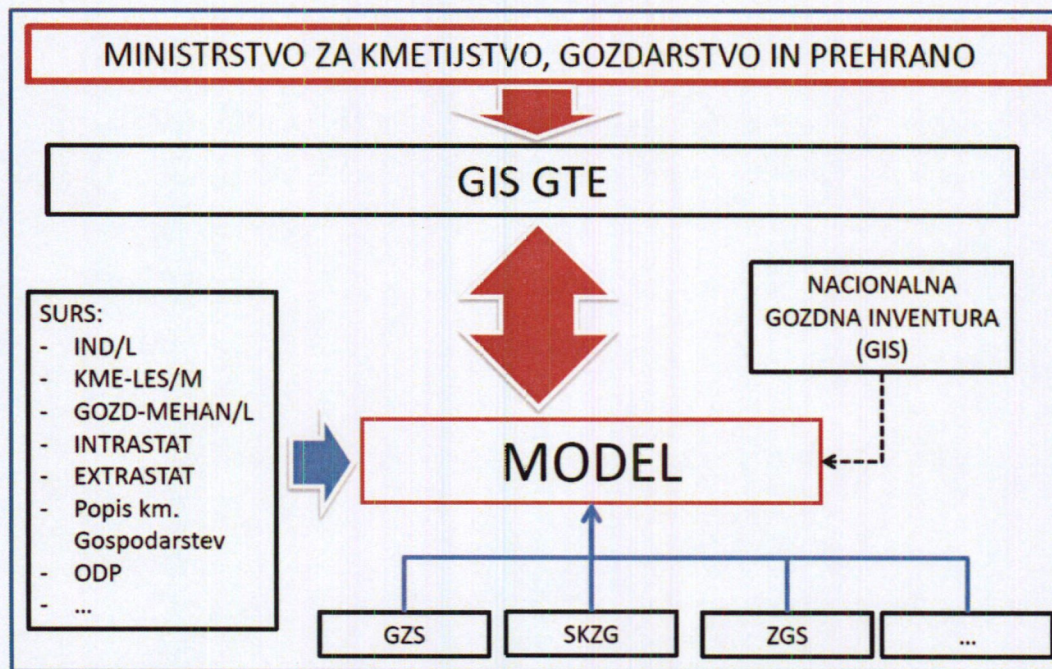 MINISTRSTVO ZA KMETIJSTVO, GOZDARSTVO IN PREHRANO
GIS GTE
NACIONALNA
GOZDNA INVENTURA
(GIS)
SURS:
- IND/L
- KME-LES/M
- GOZD-MEHAN/L
- INTRASTAT
- EXTRASTAT
- Popis km.
Gospodarstev
- ODP
- ...
MODEL
GZS
SKZG
ZGS
...